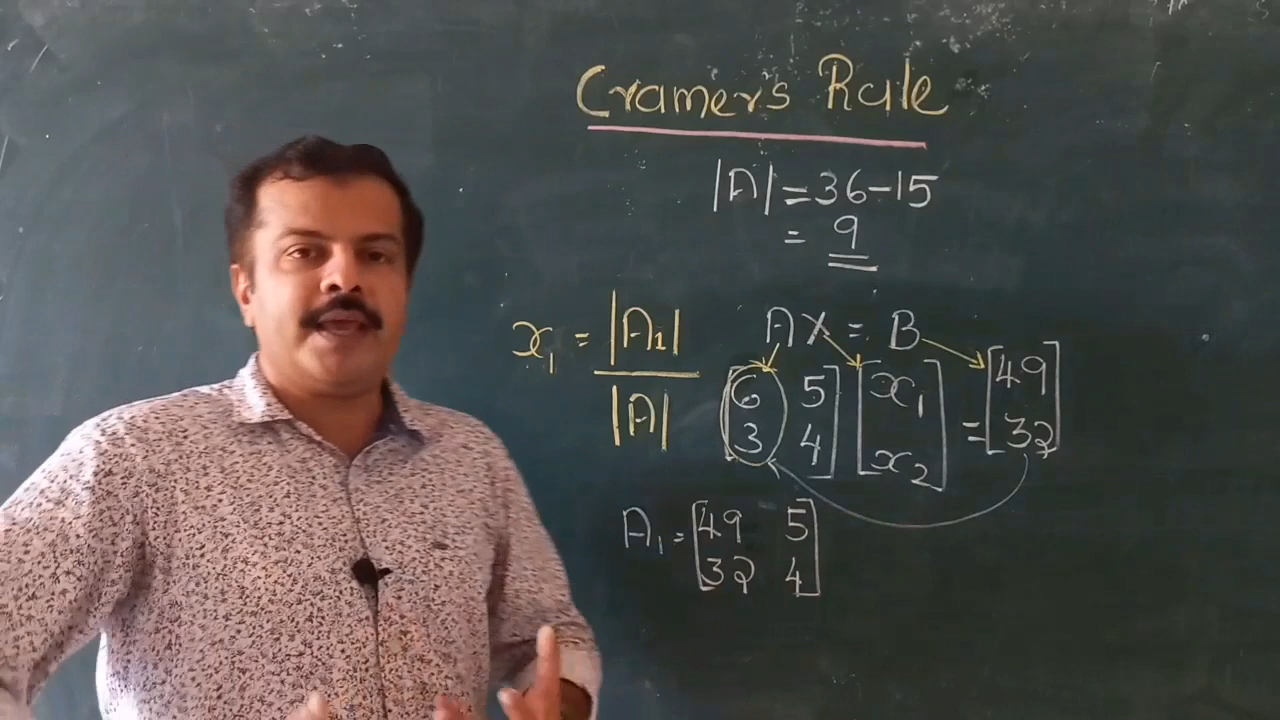 Cramers Rule
|A| = 36-15
= 9
x₁ = |A₁| / |A|
AX = B
[6 5
3 4] [x₁
x₂] = [49
32]
A₁ = [49 5
32 4]